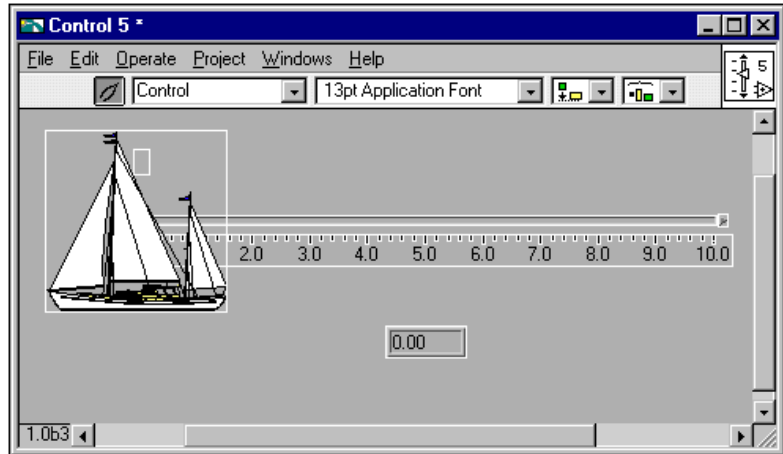 Control 5 *
File Edit Operate Project Windows Help
Control 13pt Application Font 5
2.0 3.0 4.0 5.0 6.0 7.0 8.0 9.0 10.0
0.00
1.0b3